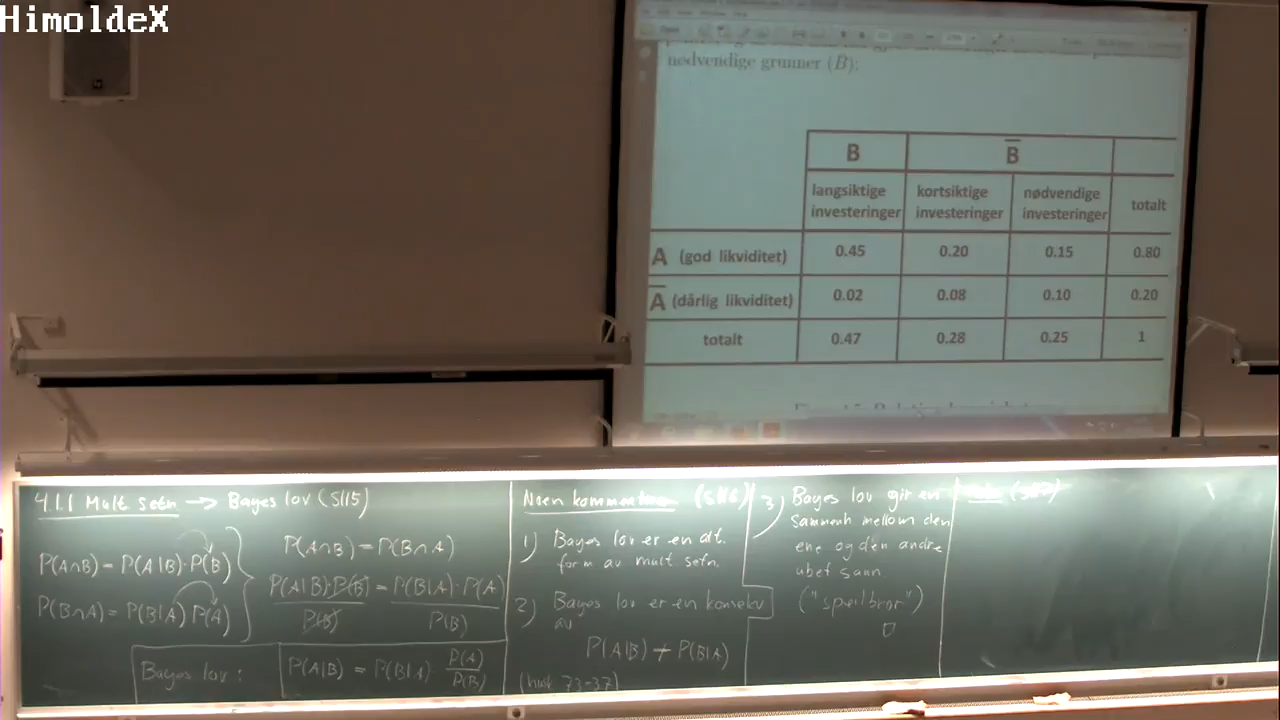 HimoldeX
nødvendige grunner (B):
B B̅
langsiktige investeringer kortsiktige investeringer nødvendige investeringer totalt
A (god likviditet) 0.45 0.20 0.15 0.80
A̅ (dårlig likviditet) 0.02 0.08 0.10 0.20
totalt 0.47 0.28 0.25 1
4.1.1 Mult setn → Bayes lov (S115)
P(A∩B) = P(A|B)·P(B)
P(B∩A) = P(B|A) P(A)
P(A∩B) = P(B∩A)
P(A|B)·P(B) = P(B|A)·P(A)
P(B) P(B)
Bayes lov: P(A|B) = P(B|A) P(A)/P(B)
Noen kommentarer
1) Bayes lov er en alt.
form av mult. setn.
2) Bayes lov er en konsekv
av
P(A|B) ≠ P(B|A)
(husk 73-37)
3) Bayes lov gir en
sammenh mellom den
ene og den andre
ubet sann
("speilbror")